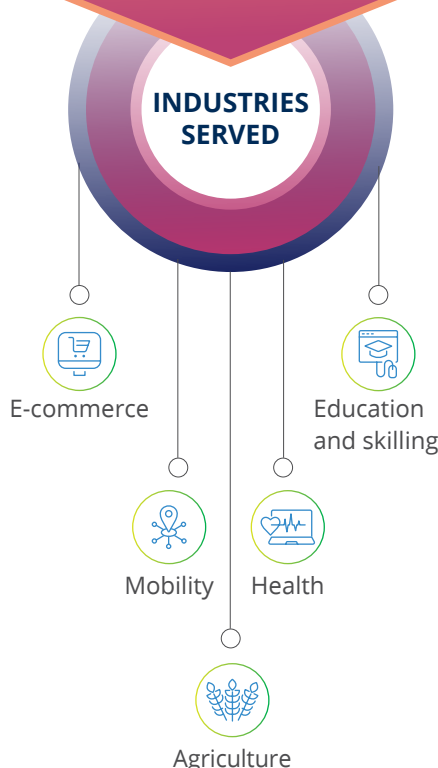 INDUSTRIES
SERVED
E-commerce
Education
and skilling
Mobility
Health
Agriculture